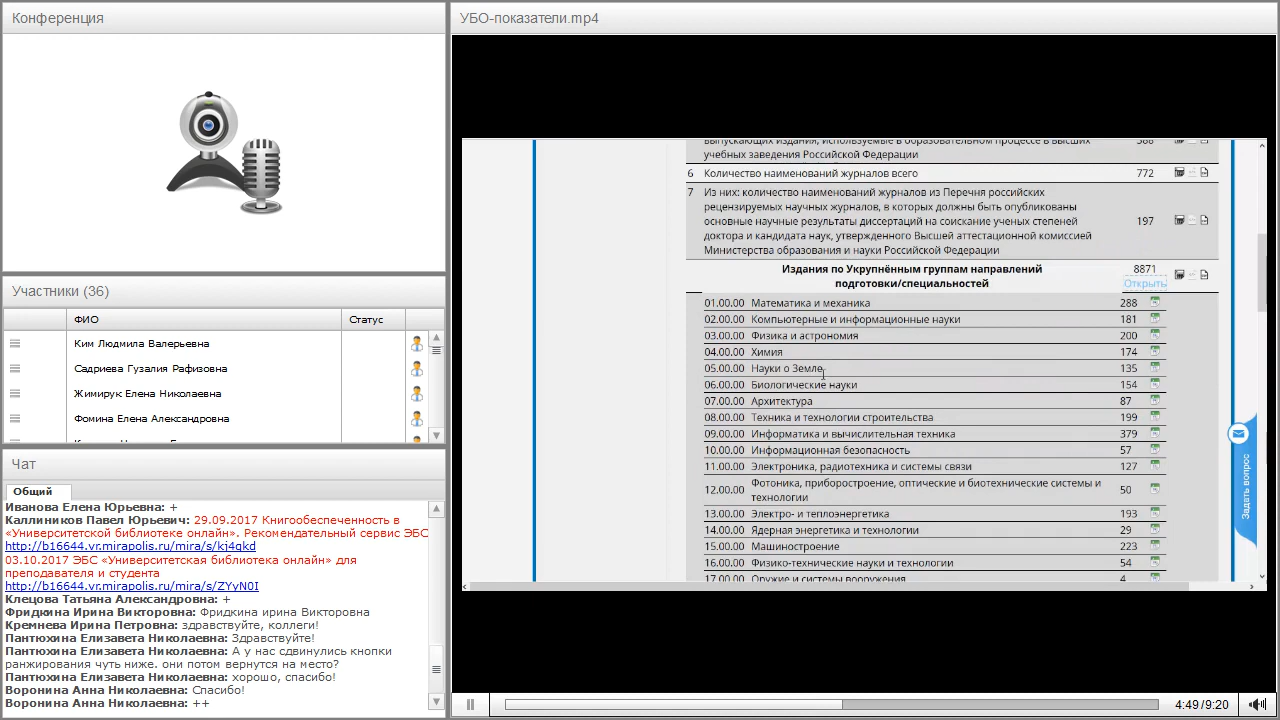 Конференция
Участники (36)
ФИО
Статус
Ким Людмила Валерьевна
Садриева Гузалия Рафизовна
Жимирук Елена Николаевна
Фомина Елена Александровна
Чат
Общий
Иванова Елена Юрьевна: +
Каллиников Павел Юрьевич: 29.09.2017 Книгообеспеченность в
«Университетской библиотеке онлайн». Рекомендательный сервис ЭБС
http://b16644.vr.mirapolis.ru/mira/s/kj4qkd
03.10.2017 ЭБС «Университетская библиотека онлайн» для
преподавателя и студента
http://b16644.vr.mirapolis.ru/mira/s/ZYyN0I
Клецова Татьяна Александровна: +
Фридкина Ирина Викторовна: Фридкина ирина Викторовна
Кремнева Ирина Петровна: здравствуйте, коллеги!
Пантюхина Елизавета Николаевна: Здравствуйте!
Пантюхина Елизавета Николаевна: А у нас сдвинулись кнопки
ранжирования чуть ниже. они потом вернутся на место?
Пантюхина Елизавета Николаевна: хорошо, спасибо!
Воронина Анна Николаевна: Спасибо!
Воронина Анна Николаевна: ++
УБО-показатели.mp4
выпускающих издания, используемые в образовательном процессе в высших
учебных заведения Российской Федерации
6 Количество наименований журналов всего 772
7 Из них: количество наименований журналов из Перечня российских
рецензируемых научных журналов, в которых должны быть опубликованы
основные научные результаты диссертаций на соискание ученых степеней 197
доктора и кандидата наук, утвержденного Высшей аттестационной комиссией
Министерства образования и науки Российской Федерации
Издания по Укрупнённым группам направлений 8871
подготовки/специальностей Открыть
01.00.00 Математика и механика 288
02.00.00 Компьютерные и информационные науки 181
03.00.00 Физика и астрономия 200
04.00.00 Химия 174
05.00.00 Науки о Земле 135
06.00.00 Биологические науки 154
07.00.00 Архитектура 87
08.00.00 Техника и технологии строительства 199
09.00.00 Информатика и вычислительная техника 379
10.00.00 Информационная безопасность 57
11.00.00 Электроника, радиотехника и системы связи 127
12.00.00 Фотоника, приборостроение, оптические и биотехнические системы и 50
технологии
13.00.00 Электро- и теплоэнергетика 193
14.00.00 Ядерная энергетика и технологии 29
15.00.00 Машиностроение 223
16.00.00 Физико-технические науки и технологии 54
17.00.00 Оружие и системы вооружения 4
Задать вопрос
4:49/9:20